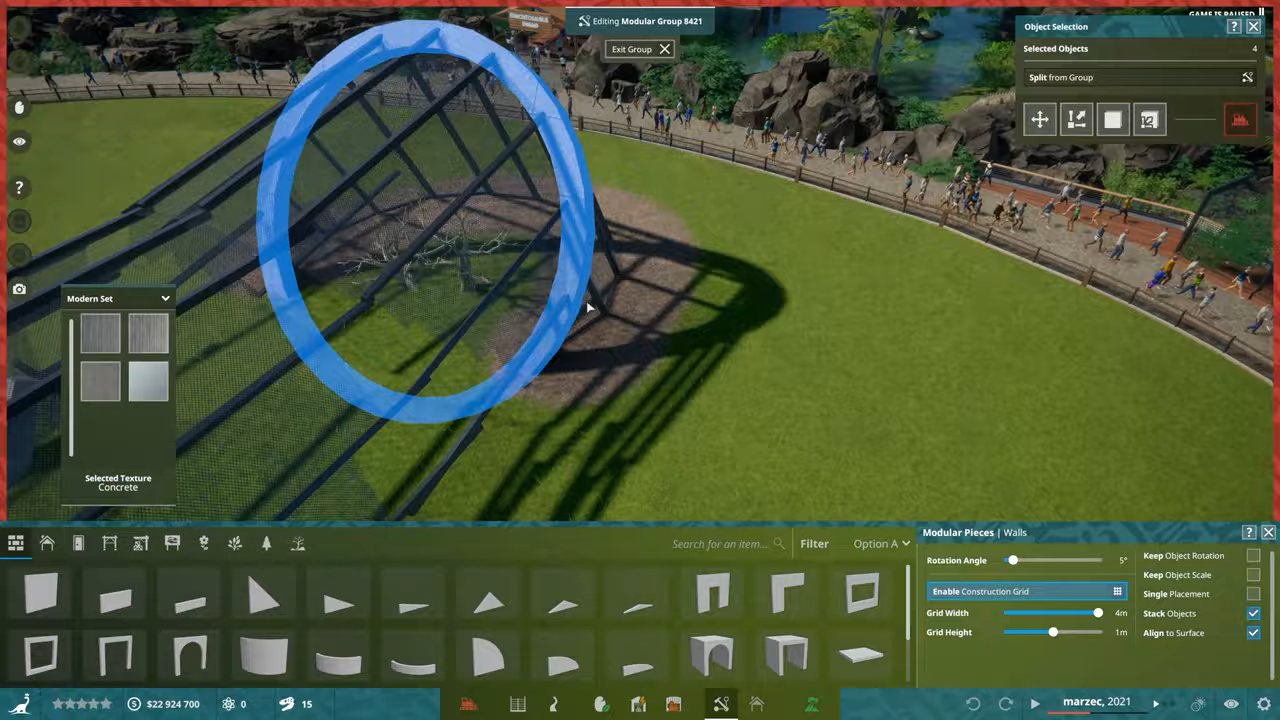 Editing Modular Group 8421
Exit Group
GAME IS PAUSED
Object Selection
?
Selected Objects 4
Split from Group
?
Modern Set
Selected Texture
Concrete
Search for an item...
Filter
Option A
Modular Pieces | Walls
?
Rotation Angle 5°
Enable Construction Grid
Grid Width 4m
Grid Height 1m
Keep Object Rotation
Keep Object Scale
Single Placement
Stack Objects
Align to Surface
$22 924 700
0
15
marzec, 2021